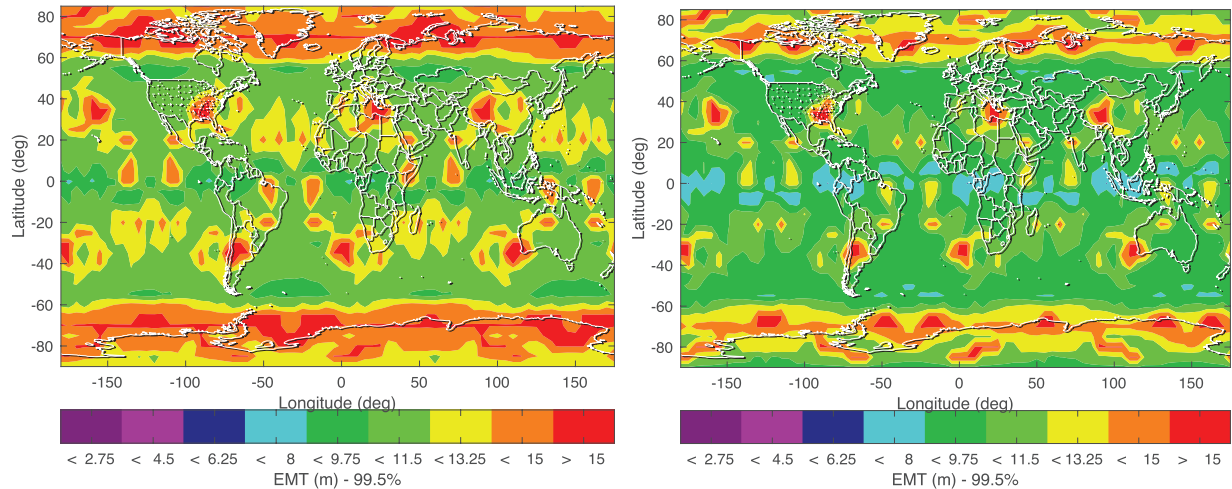 80
60
40
20
0
-20
-40
-60
-80
Latitude (deg)
-150 -100 -50 0 50 100 150
Longitude (deg)
< 2.75 < 4.5 < 6.25 < 8 < 9.75 < 11.5 < 13.25 < 15 > 15
EMT (m) - 99.5%
80
60
40
20
0
-20
-40
-60
-80
Latitude (deg)
-150 -100 -50 0 50 100 150
Longitude (deg)
< 2.75 < 4.5 < 6.25 < 8 < 9.75 < 11.5 < 13.25 < 15 > 15
EMT (m) - 99.5%